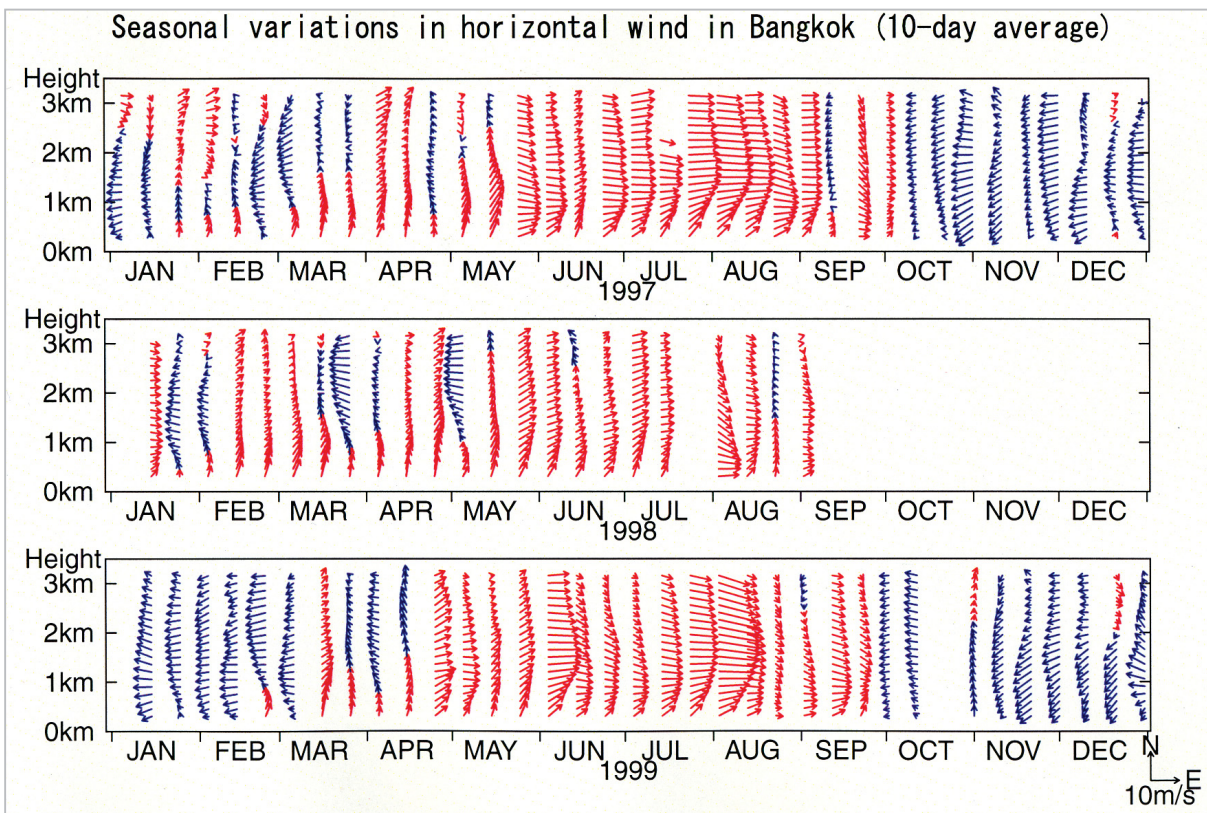 Seasonal variations in horizontal wind in Bangkok (10-day average)
Height
3km
2km
1km
0km
JAN FEB MAR APR MAY JUN JUL AUG SEP OCT NOV DEC
1997
Height
3km
2km
1km
0km
JAN FEB MAR APR MAY JUN JUL AUG SEP OCT NOV DEC
1998
Height
3km
2km
1km
0km
JAN FEB MAR APR MAY JUN JUL AUG SEP OCT NOV DEC
1999
N
E
10m/s